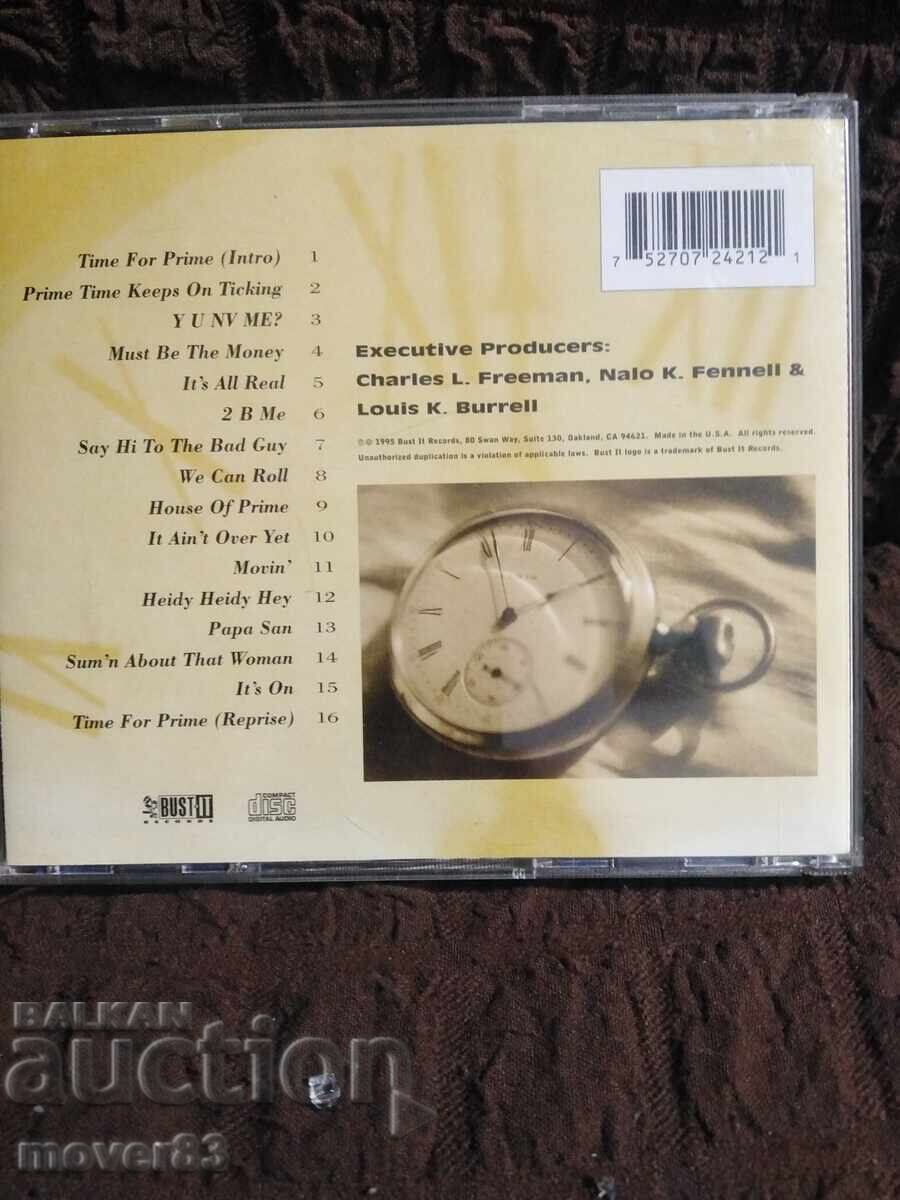 Time For Prime (Intro) 1
Prime Time Keeps On Ticking 2
Y U NV ME? 3
Must Be The Money 4
It's All Real 5
2 B Me 6
Say Hi To The Bad Guy 7
We Can Roll 8
House Of Prime 9
It Ain't Over Yet 10
Movin' 11
Heidy Heidy Hey 12
Papa San 13
Sum'n About That Woman 14
It's On 15
Time For Prime (Reprise) 16
7 52707 24212 1
Executive Producers:
Charles L. Freeman, Nalo K. Fennell &
Louis K. Burrell
℗© 1995 Bust It Records, 80 Swan Way, Suite 130, Oakland, CA 94621. Made in the U.S.A. All rights reserved.
Unauthorized duplication is a violation of applicable laws. Bust It logo is a trademark of Bust It Records.
BUST IT
RECORDS
COMPACT
disc
DIGITAL AUDIO
BALKAN
auction
mover83